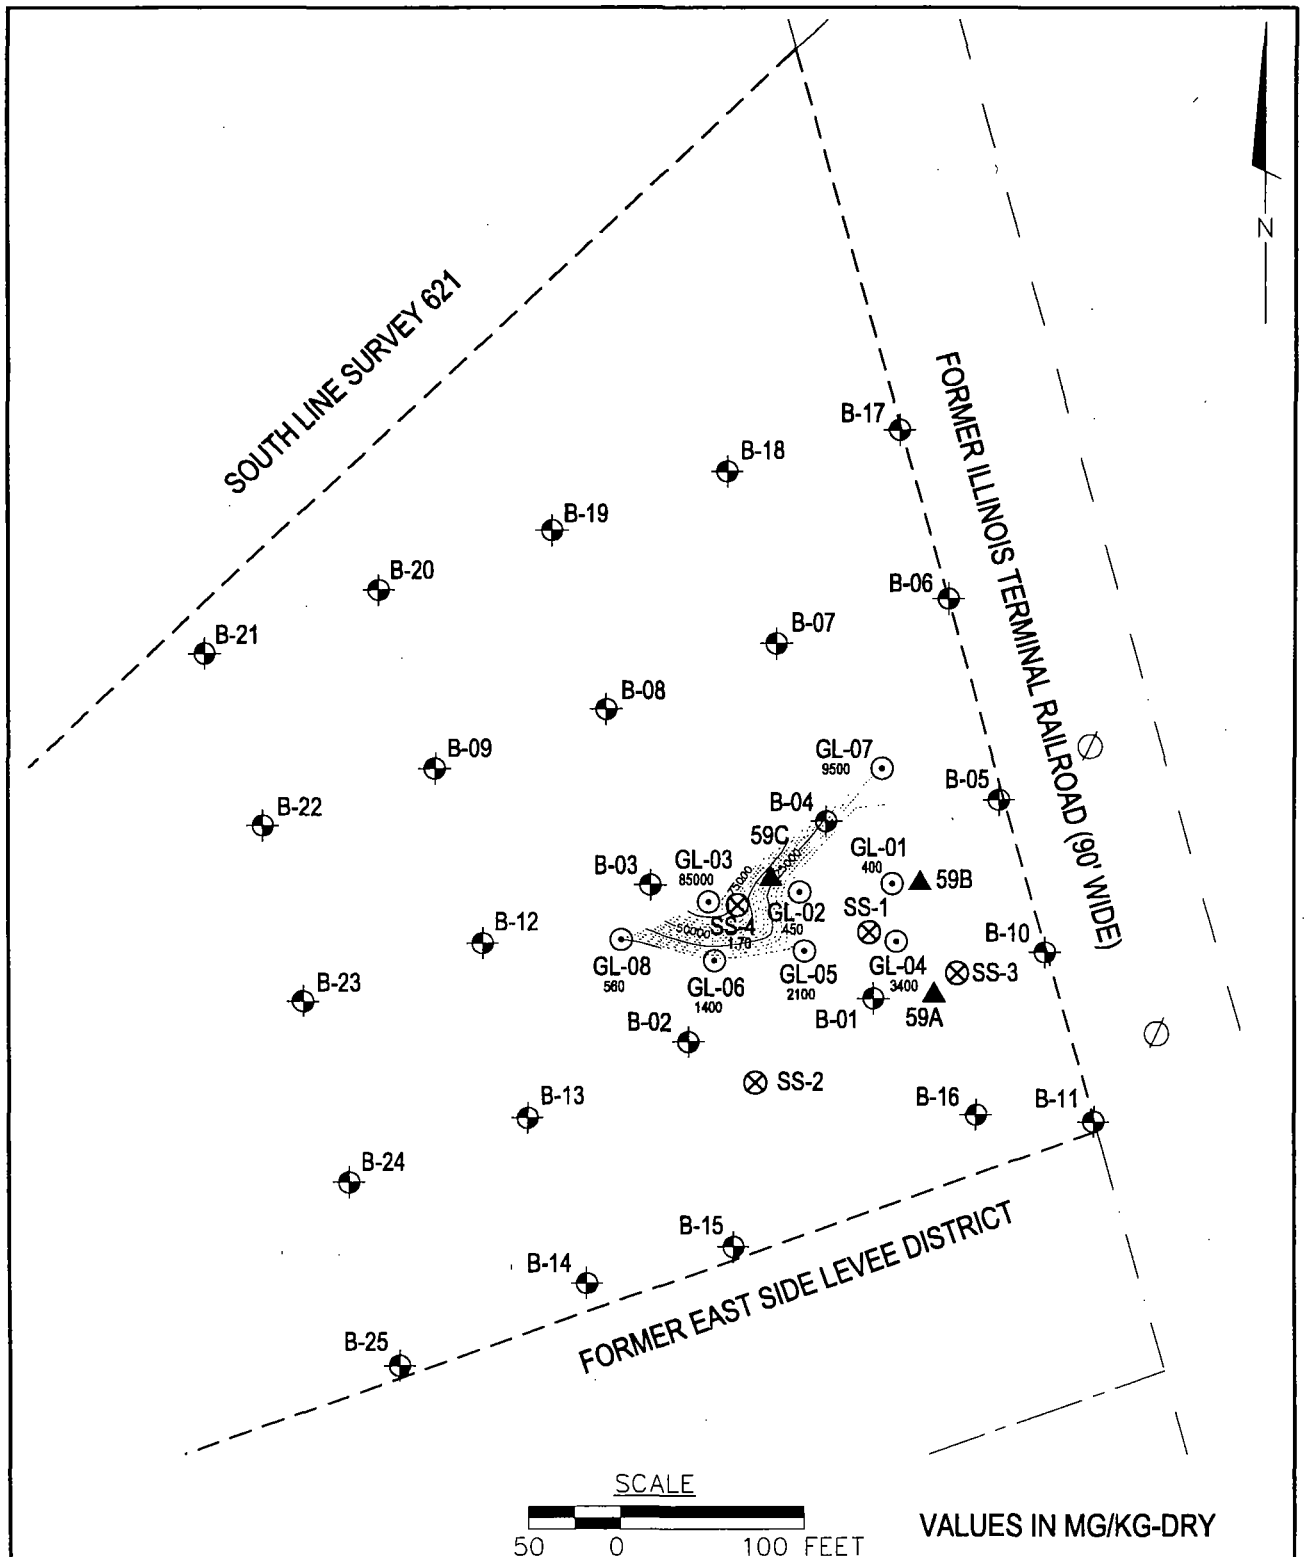 N
SOUTH LINE SURVEY 621
FORMER ILLINOIS TERMINAL RAILROAD (90' WIDE)
B-17
B-18
B-19
B-20
B-21
B-06
B-07
B-08
B-09
B-22
GL-07
9500
B-05
B-04
59C
GL-03
85000
B-03
75000
25000
GL-01
400
59B
GL-02
450
SS-1
SS-4
1.70
50000
B-12
B-10
GL-08
560
GL-06
1400
GL-05
2100
GL-04
3400
SS-3
B-23
B-01
59A
B-02
SS-2
B-13
B-16
B-11
B-24
B-15
B-14
B-25
FORMER EAST SIDE LEVEE DISTRICT
SCALE
50 0 100 FEET
VALUES IN MG/KG-DRY